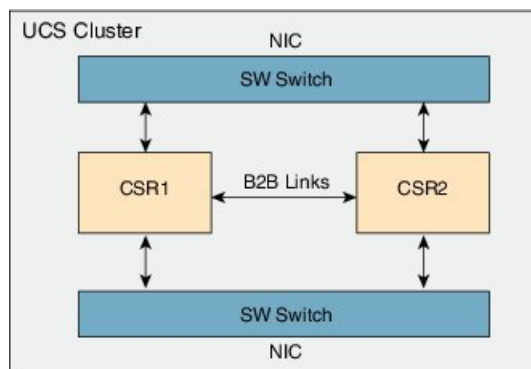 UCS Cluster
NIC
SW Switch
CSR1
B2B Links
CSR2
SW Switch
NIC